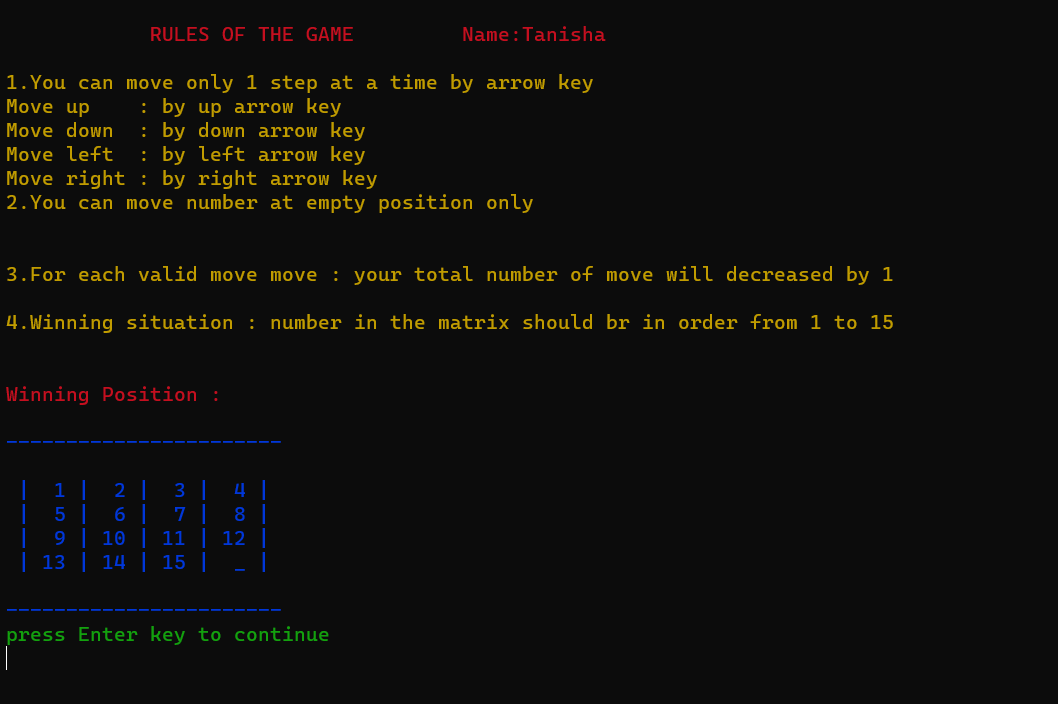 RULES OF THE GAME         Name:Tanisha
1.You can move only 1 step at a time by arrow key
Move up    : by up arrow key
Move down  : by down arrow key
Move left  : by left arrow key
Move right : by right arrow key
2.You can move number at empty position only
3.For each valid move move : your total number of move will decreased by 1
4.Winning situation : number in the matrix should br in order from 1 to 15
Winning Position :
-----------------------
|  1 |  2 |  3 |  4 |
|  5 |  6 |  7 |  8 |
|  9 | 10 | 11 | 12 |
| 13 | 14 | 15 |  _ |
-----------------------
press Enter key to continue